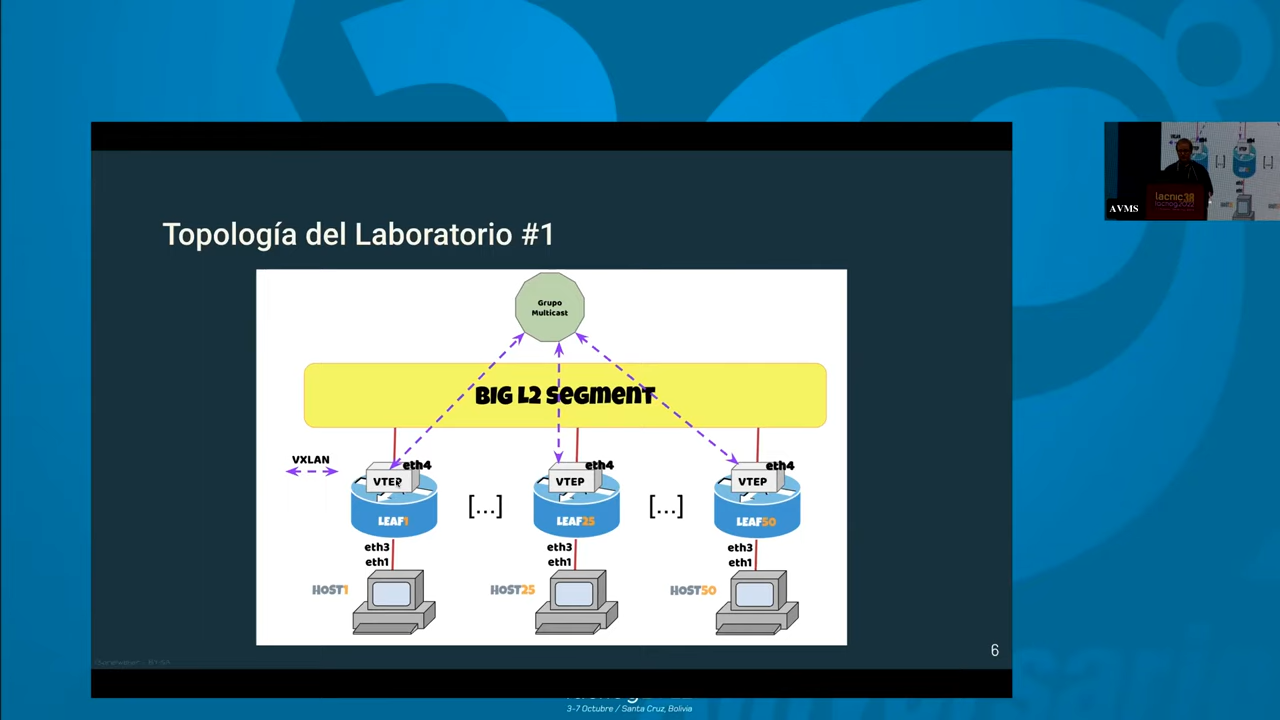 Topología del Laboratorio #1
Grupo
Multicast
BIG L2 segment
VXLAN
eth4
eth4
eth4
VTEP
VTEP
VTEP
[...]
[...]
LEAF1
LEAF25
LEAF50
eth3
eth3
eth3
eth1
eth1
eth1
HOST1
HOST25
HOST50
6
AVMS
lacnic38
3-7 Octubre / Santa Cruz, Bolivia